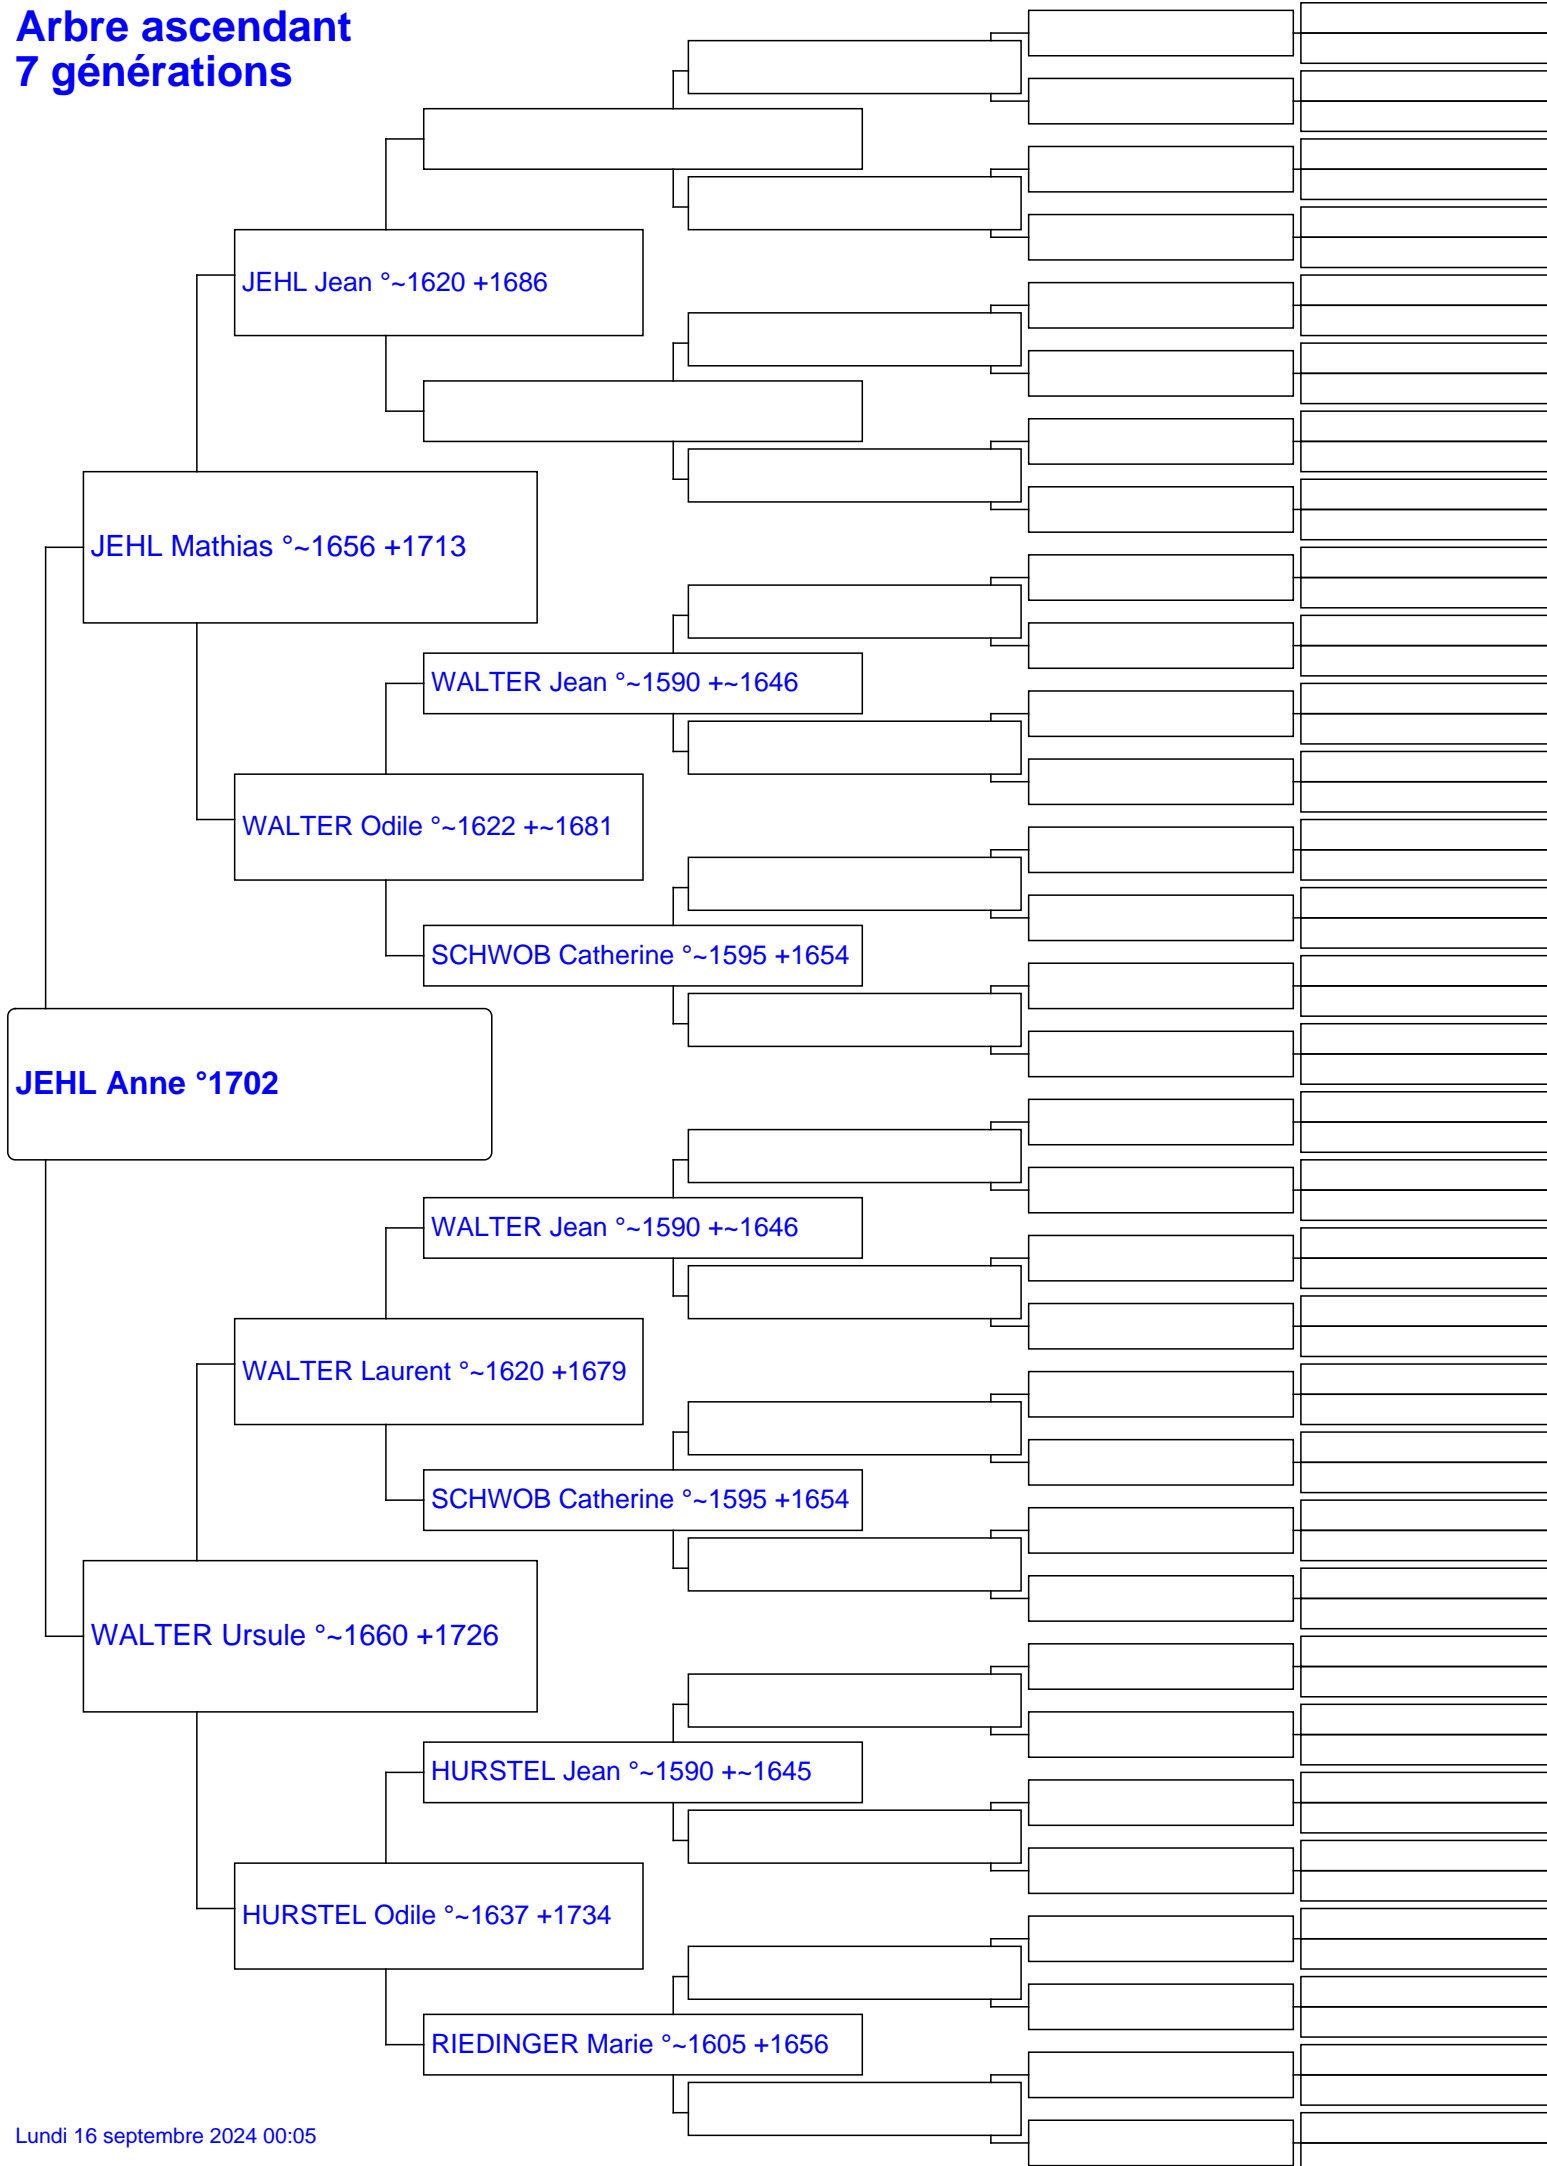 Arbre ascendant
7 générations
JEHL Jean °~1620 +1686
JEHL Mathias °~1656 +1713
WALTER Jean °~1590 +~1646
WALTER Odile °~1622 +~1681
SCHWOB Catherine °~1595 +1654
JEHL Anne °1702
WALTER Jean °~1590 +~1646
WALTER Laurent °~1620 +1679
SCHWOB Catherine °~1595 +1654
WALTER Ursule °~1660 +1726
HURSTEL Jean °~1590 +~1645
HURSTEL Odile °~1637 +1734
RIEDINGER Marie °~1605 +1656
Lundi 16 septembre 2024 00:05